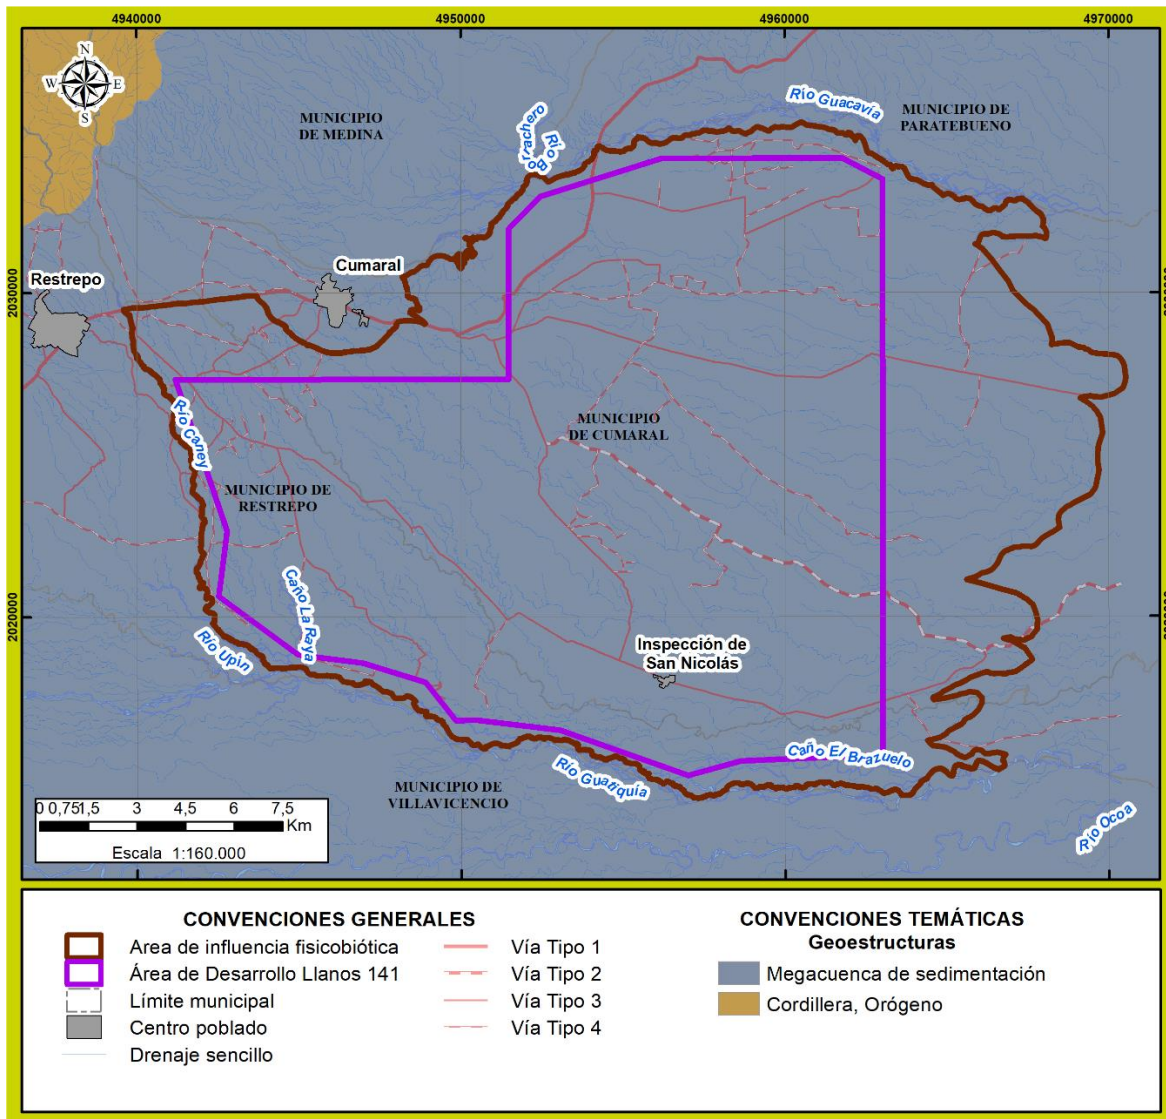 4940000 4950000 4960000 4970000
N
W E
S
MUNICIPIO
DE MEDINA
Río
Borrachero
Río Guacavía
MUNICIPIO DE
PARATEBUENO
2030000
Restrepo
Cumaral
Río Caney
MUNICIPIO
DE CUMARAL
MUNICIPIO DE
RESTREPO
2020000
Caño La Raya
Río Upín
Inspección de
San Nicolás
Caño El Brazuelo
Río Guatiquía
MUNICIPIO DE
VILLAVICENCIO
Río Ocoa
0 0,75 1,5 3 4,5 6 7,5
Km
Escala 1:160.000
CONVENCIONES GENERALES
Area de influencia fisicobiótica
Área de Desarrollo Llanos 141
Límite municipal
Centro poblado
Drenaje sencillo
Vía Tipo 1
Vía Tipo 2
Vía Tipo 3
Vía Tipo 4
CONVENCIONES TEMÁTICAS
Geoestructuras
Megacuenca de sedimentación
Cordillera, Orógeno